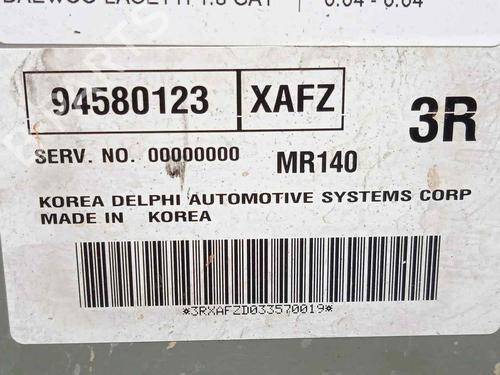 94580123 XAFZ 3R
SERV. NO. 00000000 MR140
KOREA DELPHI AUTOMOTIVE SYSTEMS CORP
MADE IN KOREA
*3RXAFZD033570019*